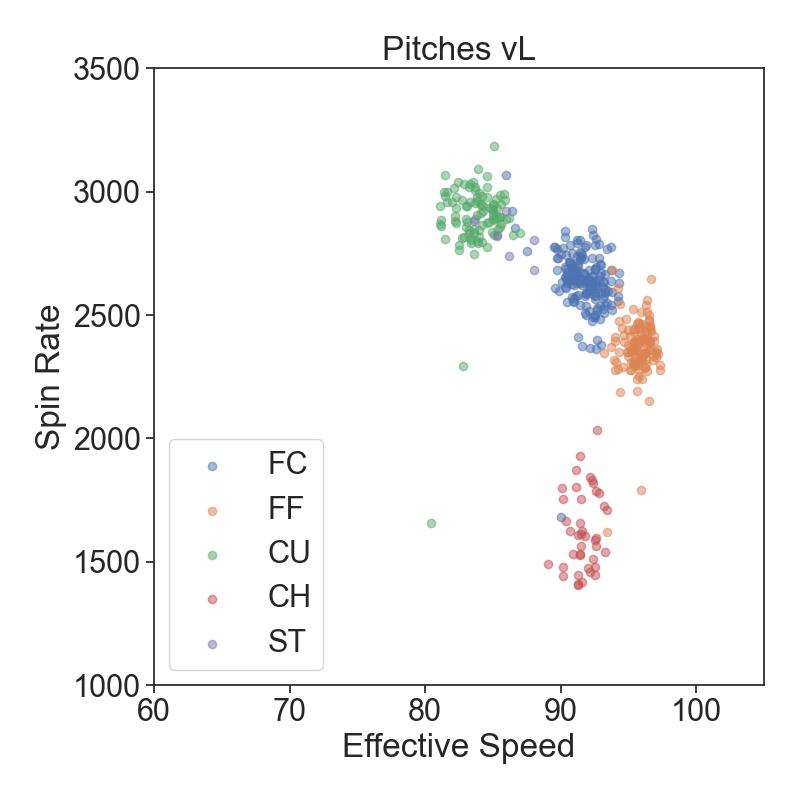 Pitches vL
3500
3000
2500
2000
1500
1000
Spin Rate
FC
FF
CU
CH
ST
60 70 80 90 100
Effective Speed